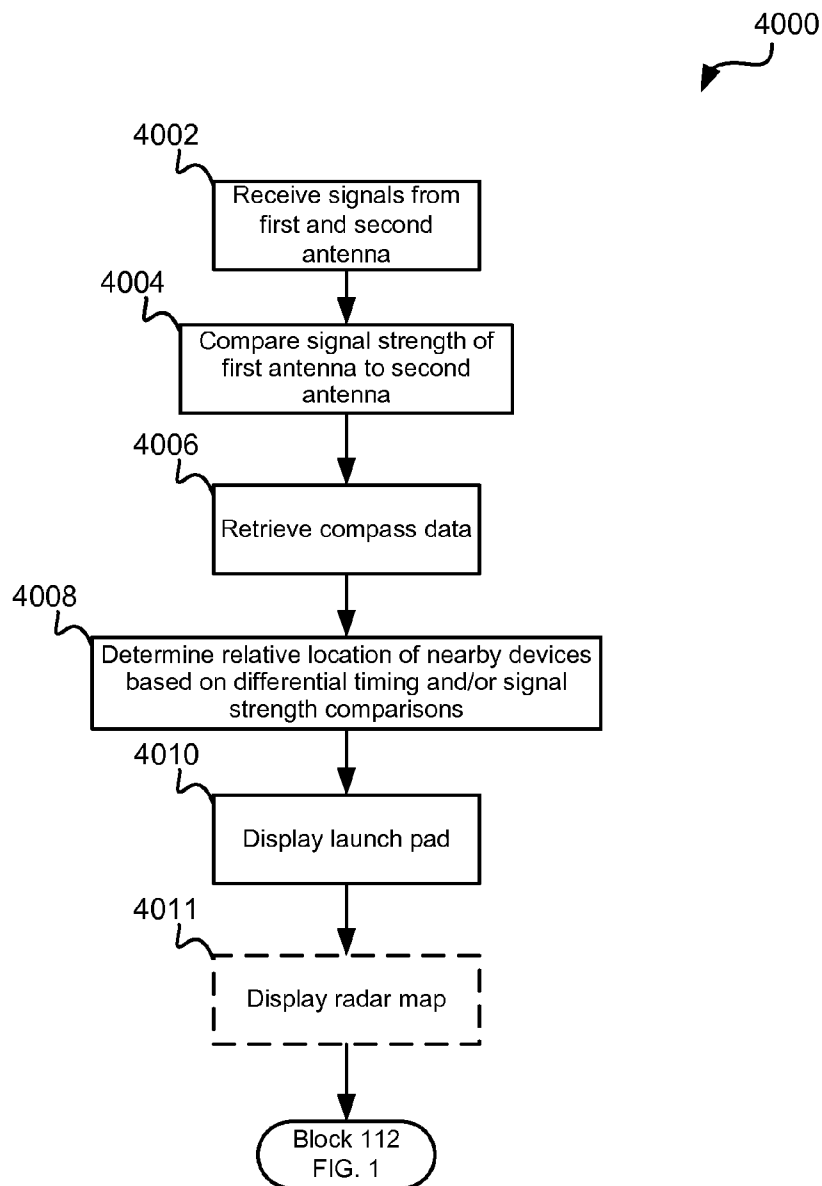 4000
4002
Receive signals from
first and second
antenna
4004
Compare signal strength of
first antenna to second
antenna
4006
Retrieve compass data
4008
Determine relative location of nearby devices
based on differential timing and/or signal
strength comparisons
4010
Display launch pad
4011
Display radar map
Block 112
FIG. 1